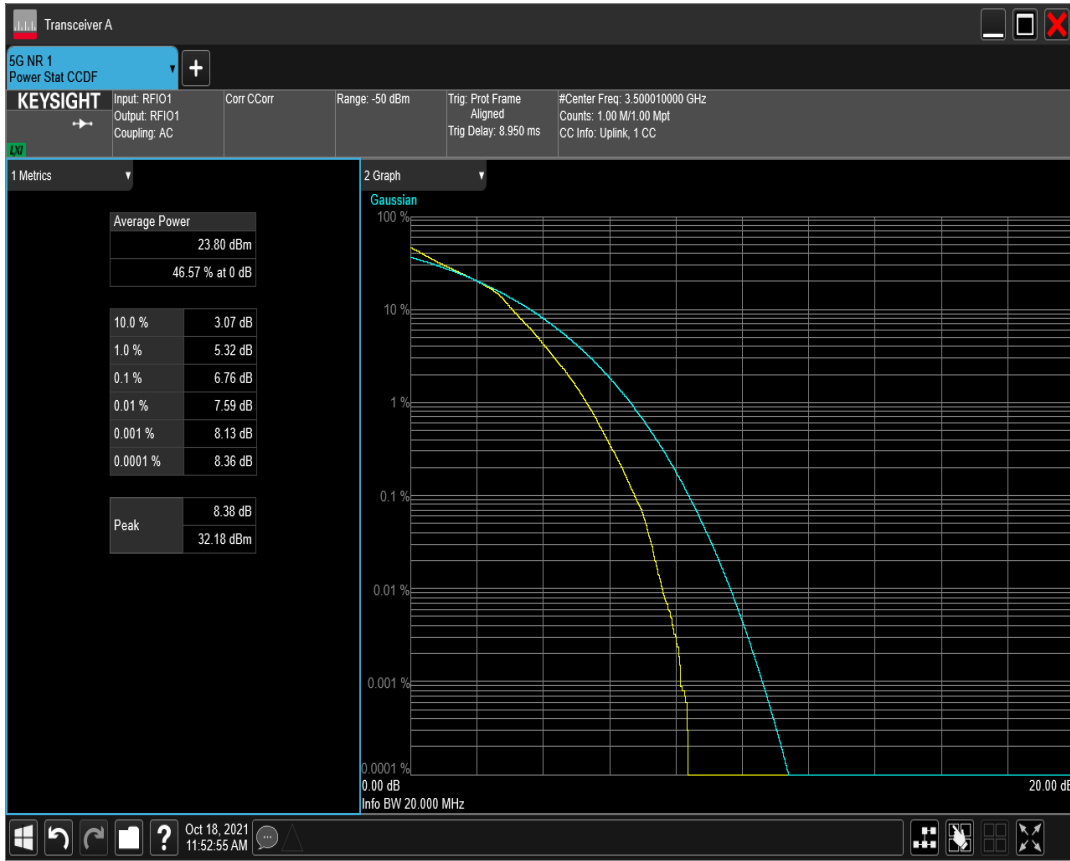 Transceiver A
5G NR 1
Power Stat CCDF
KEYSIGHT
LXI
Input: RFIO1
Output: RFIO1
Coupling: AC
Corr CCorr
Range: -50 dBm
Trig: Prot Frame
Aligned
Trig Delay: 8.950 ms
#Center Freq: 3.500010000 GHz
Counts: 1.00 M/1.00 Mpt
CC Info: Uplink, 1 CC
1 Metrics
Average Power
23.80 dBm
46.57 % at 0 dB
10.0 % 3.07 dB
1.0 % 5.32 dB
0.1 % 6.76 dB
0.01 % 7.59 dB
0.001 % 8.13 dB
0.0001 % 8.36 dB
Peak 8.38 dB
32.18 dBm
2 Graph
Gaussian
100 %
10 %
1 %
0.1 %
0.01 %
0.001 %
0.0001 %
0.00 dB 20.00 dB
Info BW 20.000 MHz
?
Oct 18, 2021
11:52:55 AM